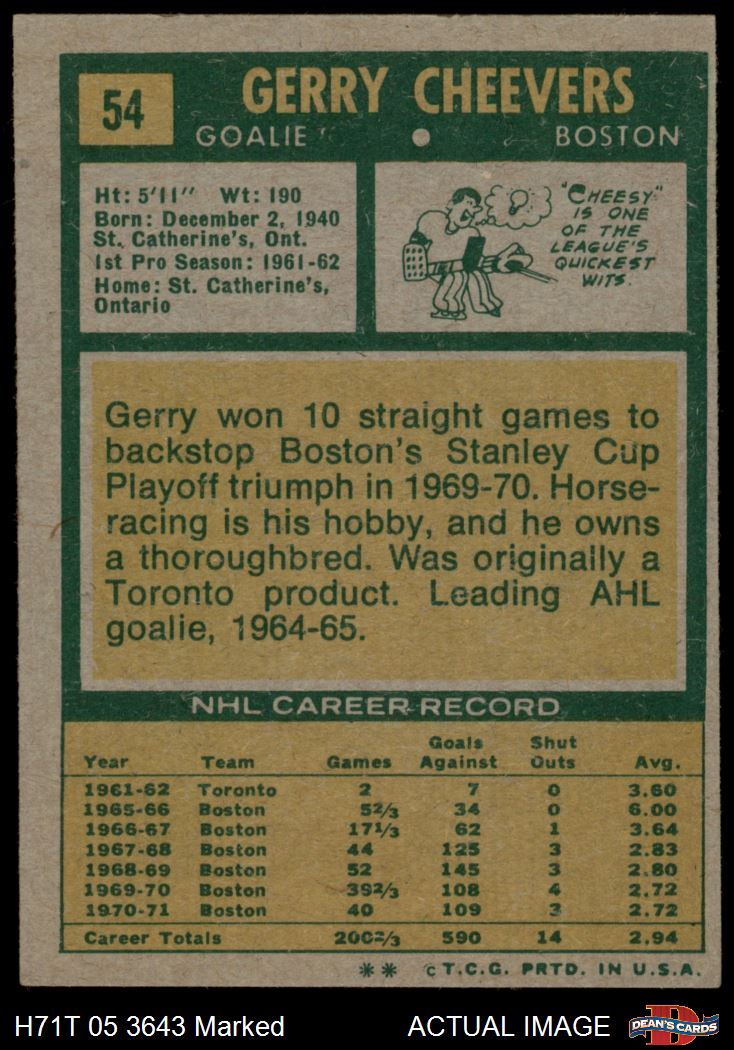 54
GERRY CHEEVERS
GOALIE • BOSTON
Ht: 5'11" Wt: 190
Born: December 2, 1940
St. Catherine's, Ont.
1st Pro Season: 1961-62
Home: St. Catherine's,
Ontario
"CHEESY"
IS ONE
OF THE
LEAGUE'S
QUICKEST
WITS.
Gerry won 10 straight games to
backstop Boston's Stanley Cup
Playoff triumph in 1969-70. Horse-
racing is his hobby, and he owns
a thoroughbred. Was originally a
Toronto product. Leading AHL
goalie, 1964-65.
NHL CAREER RECORD
Year Team Games Goals Against Shut Outs Avg.
1961-62 Toronto 2 7 0 3.60
1965-66 Boston 52/3 34 0 6.00
1966-67 Boston 171/3 62 1 3.64
1967-68 Boston 44 125 3 2.83
1968-69 Boston 52 145 3 2.80
1969-70 Boston 392/3 108 4 2.72
1970-71 Boston 40 109 3 2.72
Career Totals 2002/3 590 14 2.94
** © T.C.G. PRTD. IN U.S.A.
H71T 05 3643 Marked ACTUAL IMAGE
D
DEAN'S CARDS